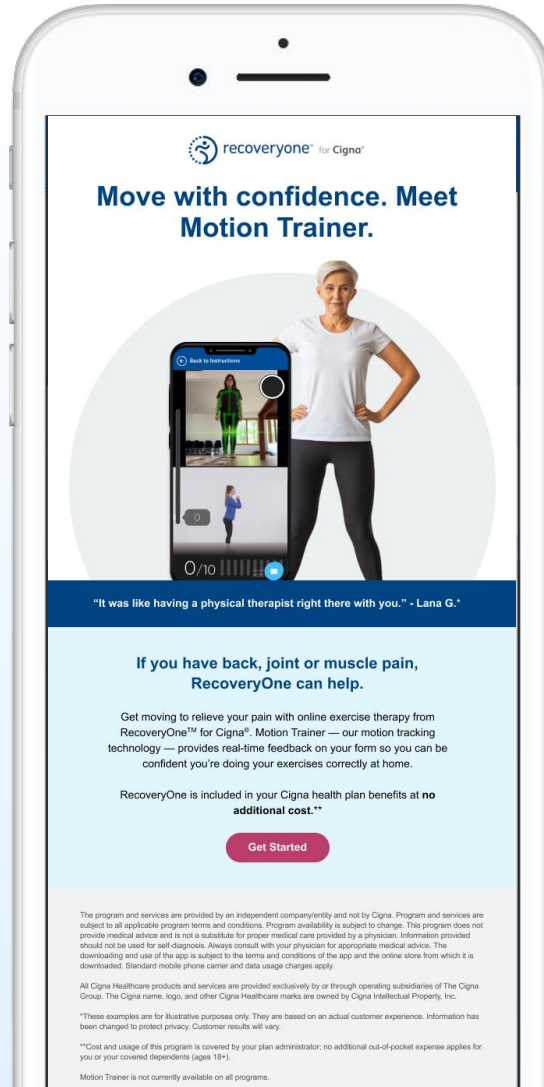 recoveryone™ for Cigna®
Move with confidence. Meet
Motion Trainer.
Back to Instructions
0
0/10
“It was like having a physical therapist right there with you.” - Lana G.*
If you have back, joint or muscle pain,
RecoveryOne can help.
Get moving to relieve your pain with online exercise therapy from
RecoveryOne™ for Cigna®. Motion Trainer — our motion tracking
technology — provides real-time feedback on your form so you can be
confident you’re doing your exercises correctly at home.
RecoveryOne is included in your Cigna health plan benefits at no
additional cost.**
Get Started
The program and services are provided by an independent company/entity and not by Cigna. Program and services are
subject to all applicable program terms and conditions. Program availability is subject to change. This program does not
provide medical advice and is not a substitute for proper medical care provided by a physician. Information provided
should not be used for self-diagnosis. Always consult with your physician for appropriate medical advice. The
downloading and use of the app is subject to the terms and conditions of the app and the online store from which it is
downloaded. Standard mobile phone carrier and data usage charges apply.
All Cigna Healthcare products and services are provided exclusively by or through operating subsidiaries of The Cigna
Group. The Cigna name, logo, and other Cigna Healthcare marks are owned by Cigna Intellectual Property, Inc.
*These examples are for illustrative purposes only. They are based on an actual customer experience. Information has
been changed to protect privacy. Customer results will vary.
**Cost and usage of this program is covered by your plan administrator; no additional out-of-pocket expense applies for
you or your covered dependents (ages 18+).
Motion Trainer is not currently available on all programs.